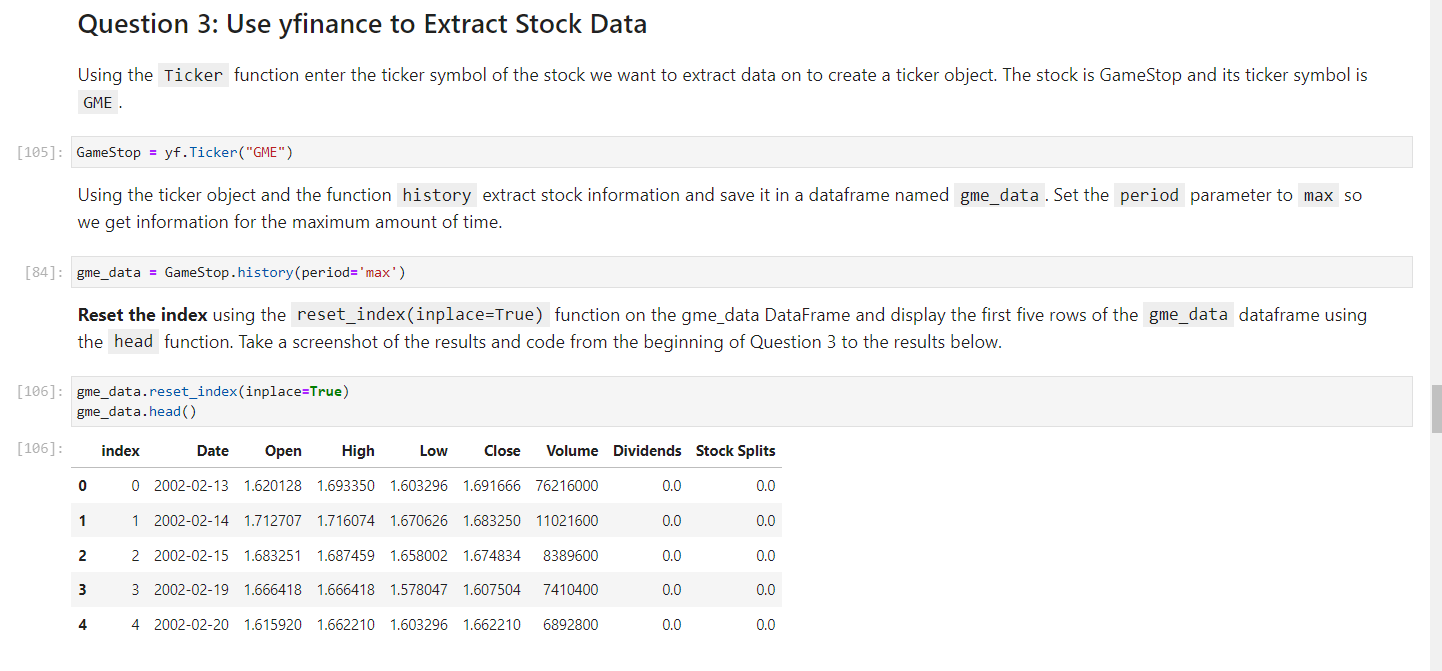 Question 3: Use yfinance to Extract Stock Data
Using the Ticker function enter the ticker symbol of the stock we want to extract data on to create a ticker object. The stock is GameStop and its ticker symbol is
GME .
[105]: GameStop = yf.Ticker("GME")
Using the ticker object and the function history extract stock information and save it in a dataframe named gme_data . Set the period parameter to max so
we get information for the maximum amount of time.
[84]: gme_data = GameStop.history(period='max')
Reset the index using the reset_index(inplace=True) function on the gme_data DataFrame and display the first five rows of the gme_data dataframe using
the head function. Take a screenshot of the results and code from the beginning of Question 3 to the results below.
[106]: gme_data.reset_index(inplace=True)
gme_data.head()
[106]: index Date Open High Low Close Volume Dividends Stock Splits
0 0 2002-02-13 1.620128 1.693350 1.603296 1.691666 76216000 0.0 0.0
1 1 2002-02-14 1.712707 1.716074 1.670626 1.683250 11021600 0.0 0.0
2 2 2002-02-15 1.683251 1.687459 1.658002 1.674834 8389600 0.0 0.0
3 3 2002-02-19 1.666418 1.666418 1.578047 1.607504 7410400 0.0 0.0
4 4 2002-02-20 1.615920 1.662210 1.603296 1.662210 6892800 0.0 0.0